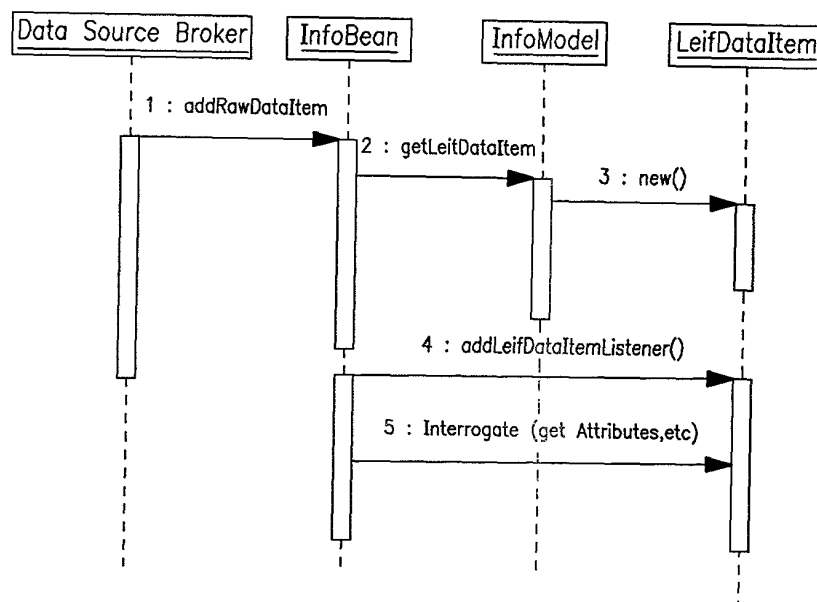 Data Source Broker
InfoBean
InfoModel
LeifDataItem
1 : addRawDataItem
2 : getLeitDataItem
3 : new()
4 : addLeifDataItemListener()
5 : Interrogate (get Attributes,etc)